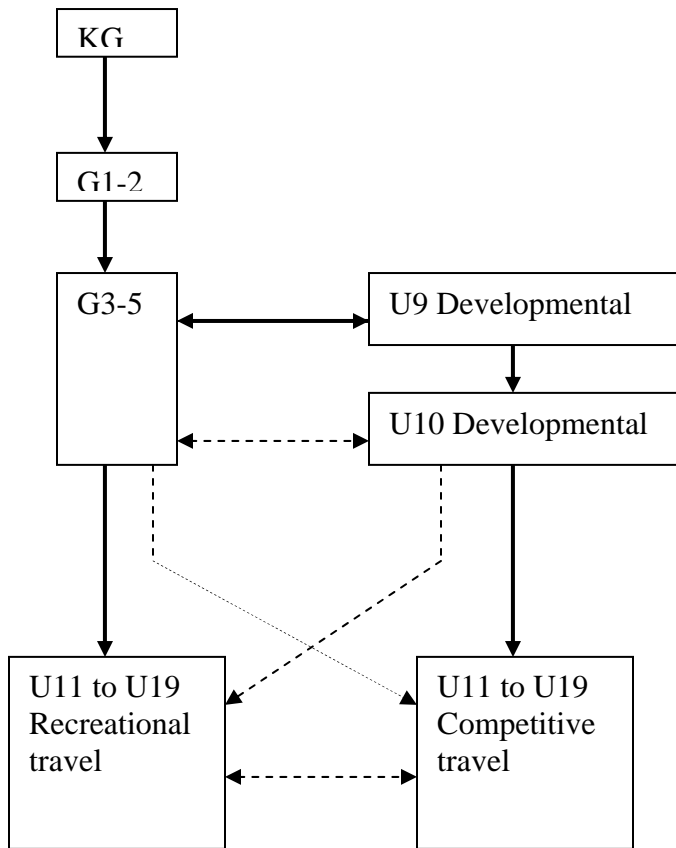 KG
G1-2
G3-5
U9 Developmental
U10 Developmental
U11 to U19
Recreational
travel
U11 to U19
Competitive
travel